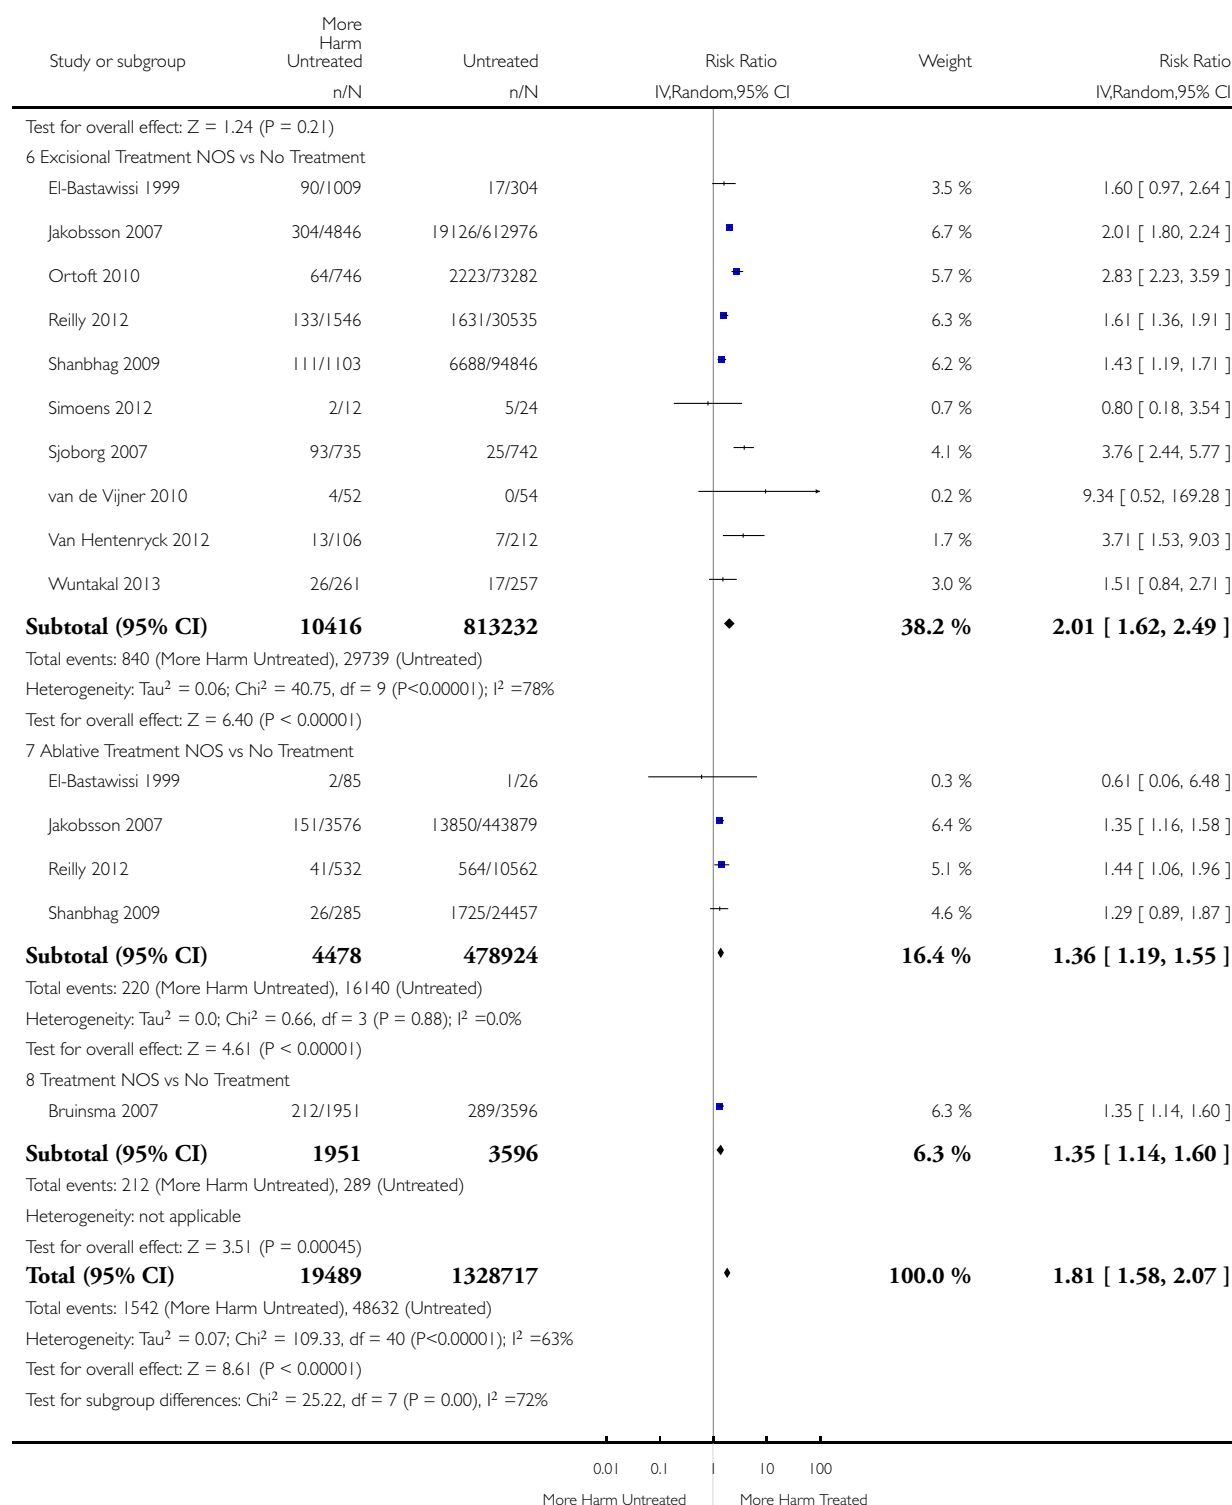 More
Harm
Study or subgroup Untreated Untreated Risk Ratio Weight Risk Ratio
n/N n/N IV,Random,95% CI IV,Random,95% CI
Test for overall effect: Z = 1.24 (P = 0.21)
6 Excisional Treatment NOS vs No Treatment
El-Bastawissi 1999 90/1009 17/304 3.5 % 1.60 [ 0.97, 2.64 ]
Jakobsson 2007 304/4846 19126/612976 6.7 % 2.01 [ 1.80, 2.24 ]
Ortoft 2010 64/746 2223/73282 5.7 % 2.83 [ 2.23, 3.59 ]
Reilly 2012 133/1546 1631/30535 6.3 % 1.61 [ 1.36, 1.91 ]
Shanbhag 2009 111/1103 6688/94846 6.2 % 1.43 [ 1.19, 1.71 ]
Simoens 2012 2/12 5/24 0.7 % 0.80 [ 0.18, 3.54 ]
Sjoborg 2007 93/735 25/742 4.1 % 3.76 [ 2.44, 5.77 ]
van de Vijner 2010 4/52 0/54 0.2 % 9.34 [ 0.52, 169.28 ]
Van Hentenryck 2012 13/106 7/212 1.7 % 3.71 [ 1.53, 9.03 ]
Wuntakal 2013 26/261 17/257 3.0 % 1.51 [ 0.84, 2.71 ]
Subtotal (95% CI) 10416 813232 38.2 % 2.01 [ 1.62, 2.49 ]
Total events: 840 (More Harm Untreated), 29739 (Untreated)
Heterogeneity: Tau² = 0.06; Chi² = 40.75, df = 9 (P<0.00001); I² =78%
Test for overall effect: Z = 6.40 (P < 0.00001)
7 Ablative Treatment NOS vs No Treatment
El-Bastawissi 1999 2/85 1/26 0.3 % 0.61 [ 0.06, 6.48 ]
Jakobsson 2007 151/3576 13850/443879 6.4 % 1.35 [ 1.16, 1.58 ]
Reilly 2012 41/532 564/10562 5.1 % 1.44 [ 1.06, 1.96 ]
Shanbhag 2009 26/285 1725/24457 4.6 % 1.29 [ 0.89, 1.87 ]
Subtotal (95% CI) 4478 478924 16.4 % 1.36 [ 1.19, 1.55 ]
Total events: 220 (More Harm Untreated), 16140 (Untreated)
Heterogeneity: Tau² = 0.0; Chi² = 0.66, df = 3 (P = 0.88); I² =0.0%
Test for overall effect: Z = 4.61 (P < 0.00001)
8 Treatment NOS vs No Treatment
Bruinsma 2007 212/1951 289/3596 6.3 % 1.35 [ 1.14, 1.60 ]
Subtotal (95% CI) 1951 3596 6.3 % 1.35 [ 1.14, 1.60 ]
Total events: 212 (More Harm Untreated), 289 (Untreated)
Heterogeneity: not applicable
Test for overall effect: Z = 3.51 (P = 0.00045)
Total (95% CI) 19489 1328717 100.0 % 1.81 [ 1.58, 2.07 ]
Total events: 1542 (More Harm Untreated), 48632 (Untreated)
Heterogeneity: Tau² = 0.07; Chi² = 109.33, df = 40 (P<0.00001); I² =63%
Test for overall effect: Z = 8.61 (P < 0.00001)
Test for subgroup differences: Chi² = 25.22, df = 7 (P = 0.00), I² =72%
0.01 0.1 1 10 100
More Harm Untreated More Harm Treated